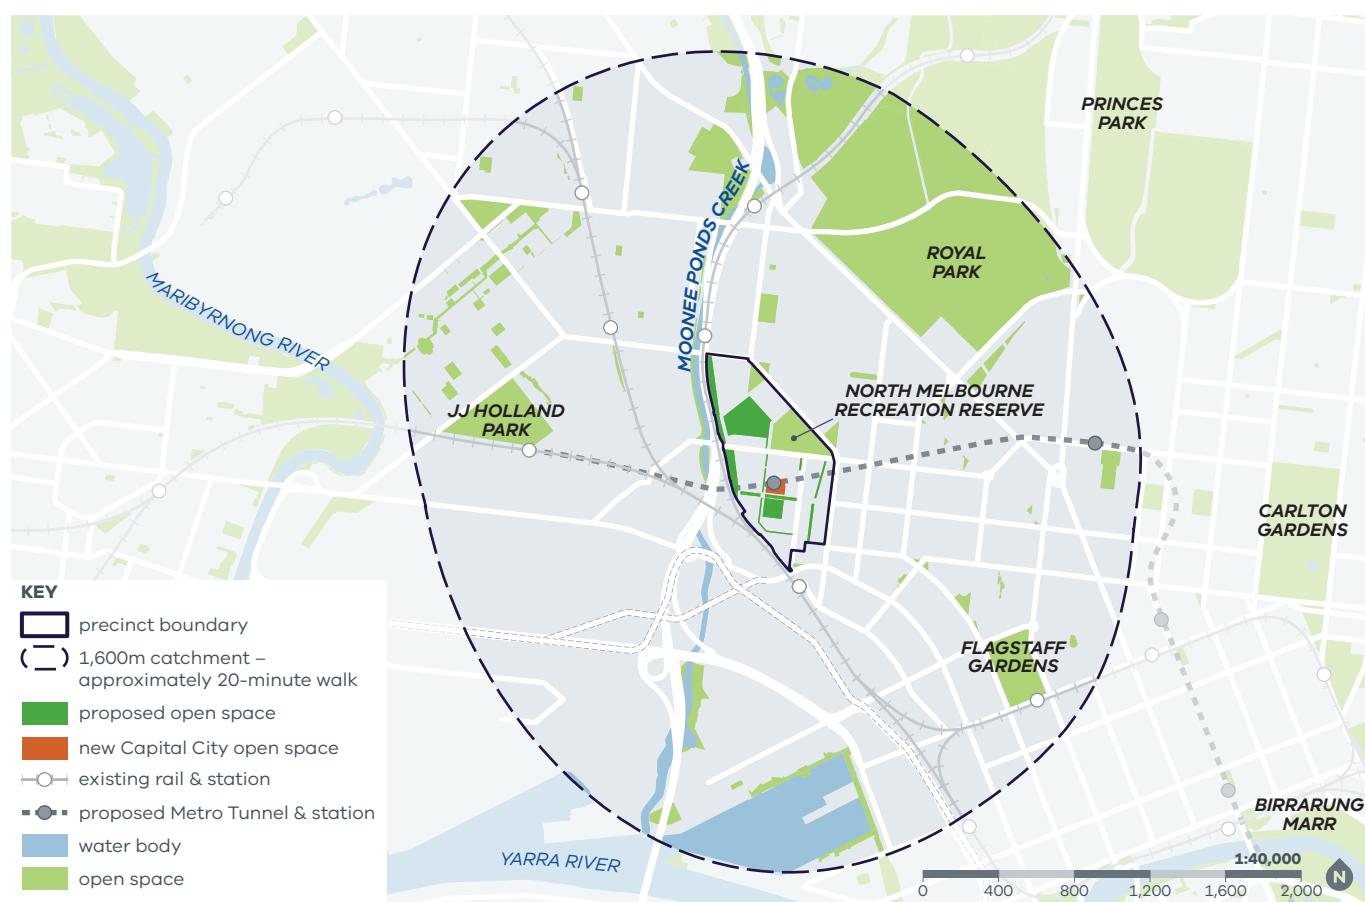 PRINCES
PARK
MOONEE PONDS CREEK
ROYAL
PARK
MARIBYRNONG RIVER
NORTH MELBOURNE
RECREATION RESERVE
JJ HOLLAND
PARK
CARLTON
GARDENS
FLAGSTAFF
GARDENS
BIRRARUNG
MARR
YARRA RIVER
KEY
precinct boundary
1,600m catchment –
approximately 20-minute walk
proposed open space
new Capital City open space
existing rail & station
proposed Metro Tunnel & station
water body
open space
1:40,000
0 400 800 1,200 1,600 2,000
N